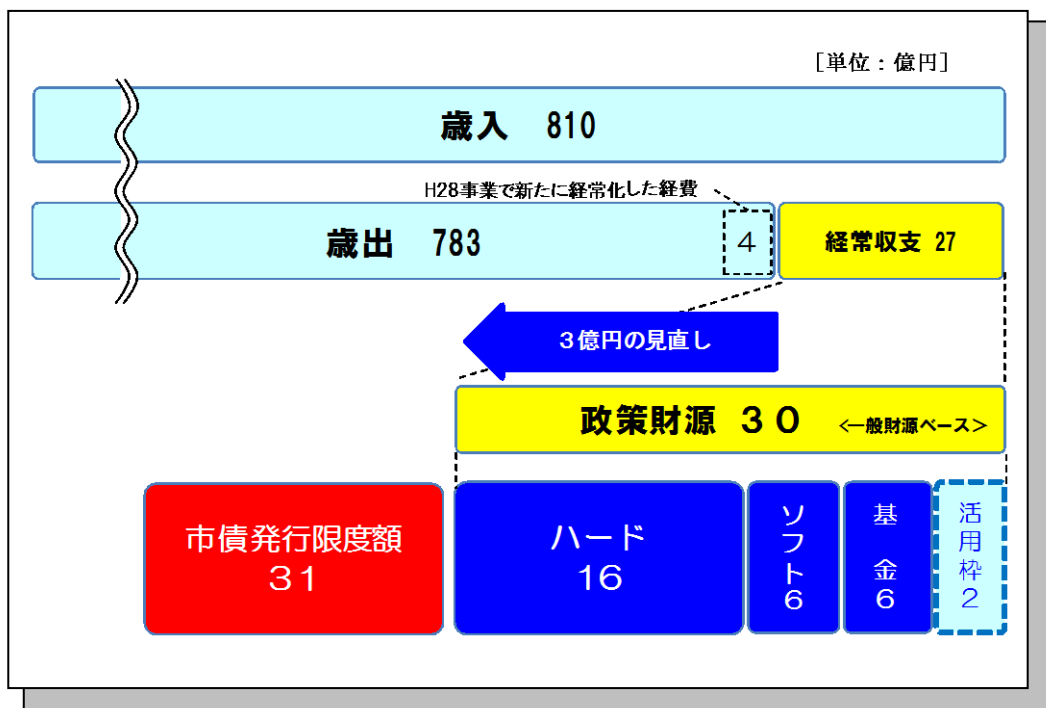 ［単位：億円］
歳入 810
H28事業で新たに経常化した経費
歳出 783
4
経常収支 27
３億円の見直し
政策財源 ３０ <一般財源ベース>
市債発行限度額
３１
ハード
16
ソフト６
基金６
活用枠２